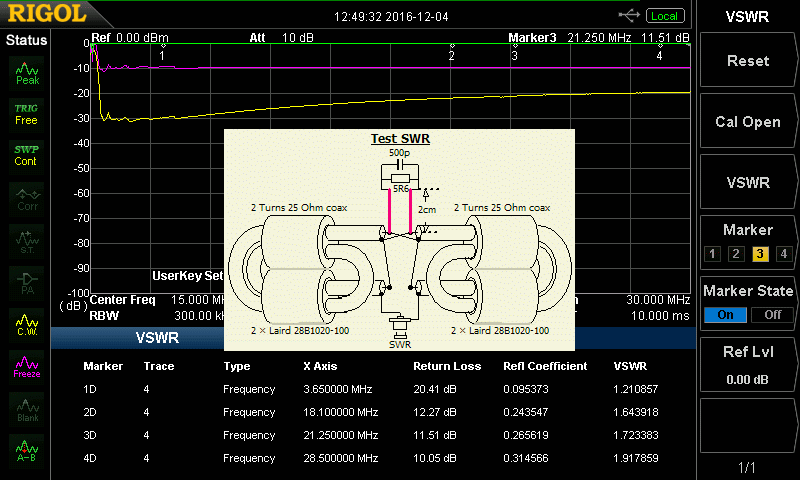 RIGOL
12:49:32 2016-12-04
Local
VSWR
Status
Ref 0.00 dBm
Att 10 dB
Marker3 21.250 MHz 11.51 dB
Reset
Cal Open
VSWR
Marker
1 2 3 4
Marker State
On Off
Ref Lvl
0.00 dB
1/1
Peak
TRIG
Free
SWP
Cont
Corr
S.T.
PA
C.W.
Freeze
Blank
A-B
0
-10
-20
-30
-40
-50
-60
-70
-80
-90
-100
(dB)
1
2
3
4
Test SWR
500p
5R6
2cm
2 Turns 25 Ohm coax
2 Turns 25 Ohm coax
2 × Laird 28B1020-100
2 × Laird 28B1020-100
SWR
UserKey Set
Center Freq 15.000
30.000 MHz
RBW 300.00
10.000 ms
VSWR
Marker Trace Type X Axis Return Loss Refl Coefficient VSWR
1D 4 Frequency 3.650000 MHz 20.41 dB 0.095373 1.210857
2D 4 Frequency 18.100000 MHz 12.27 dB 0.243547 1.643918
3D 4 Frequency 21.250000 MHz 11.51 dB 0.265619 1.723383
4D 4 Frequency 28.500000 MHz 10.05 dB 0.314566 1.917859